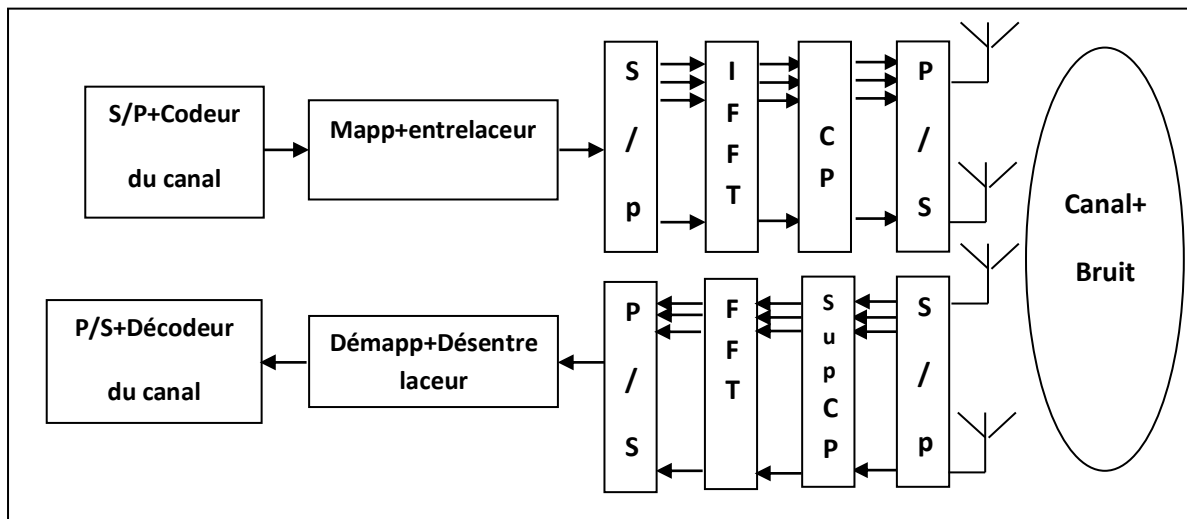 S/P+Codeur
du canal
Mapp+entrelaceur
S
/
p
I
F
F
T
C
P
P
/
S
Canal+
Bruit
P/S+Décodeur
du canal
Démapp+Désentre
laceur
P
/
S
F
F
T
S
u
p
C
P
S
/
p